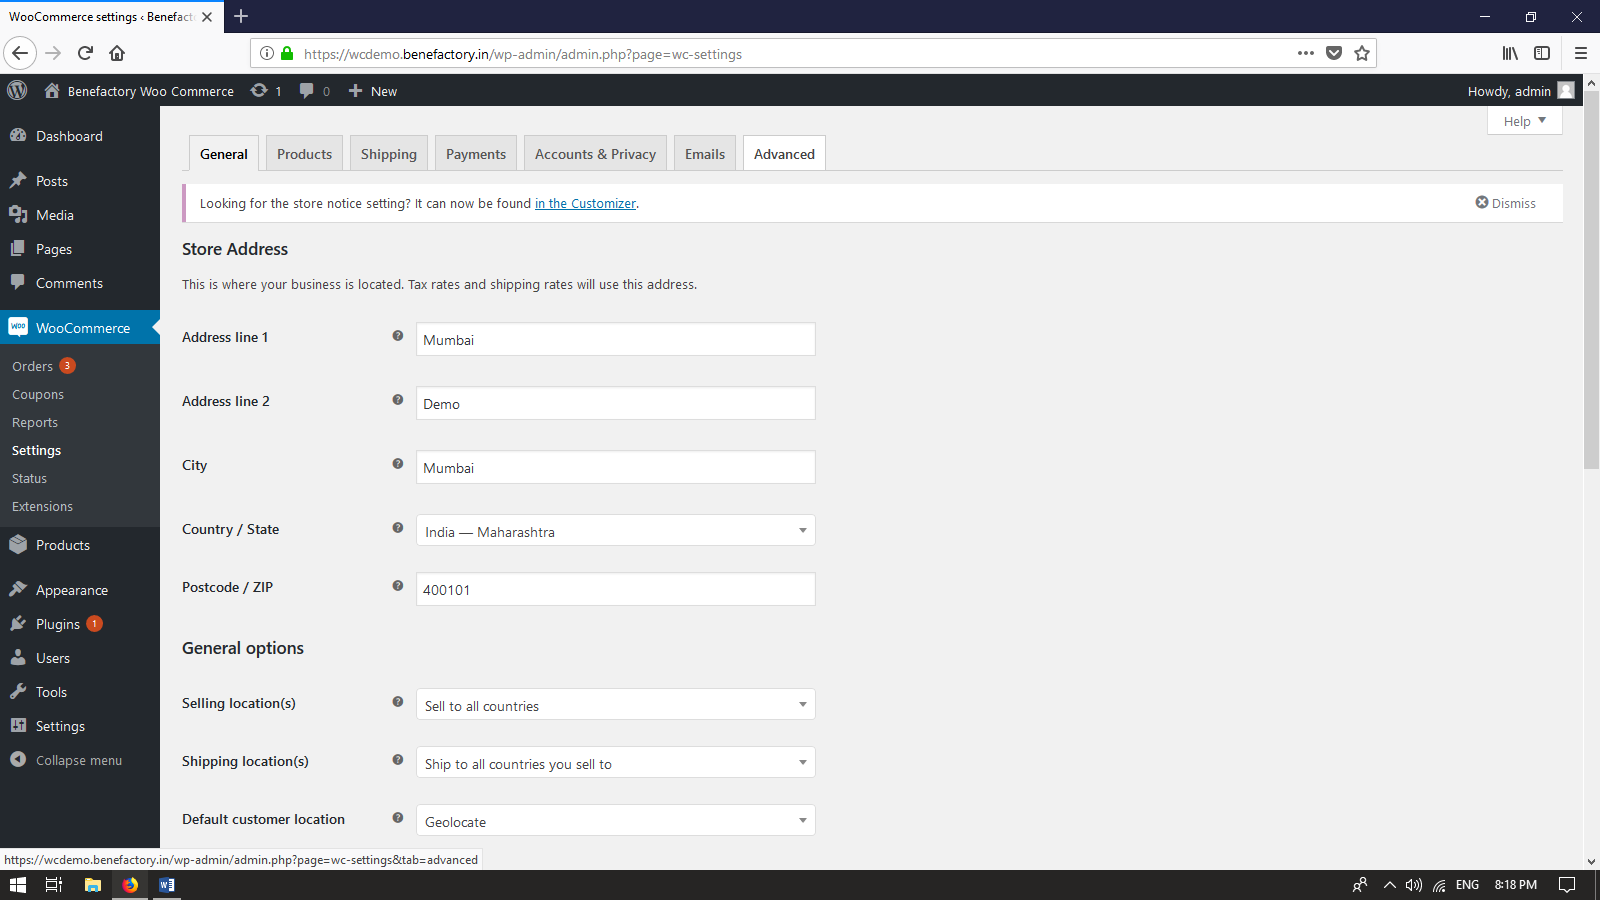 WooCommerce settings ‹ Benefact
https://wcdemo.benefactory.in/wp-admin/admin.php?page=wc-settings
Benefactory Woo Commerce 1 0 New Howdy, admin
Help
Dashboard
Posts
Media
Pages
Comments
WooCommerce
Orders 3
Coupons
Reports
Settings
Status
Extensions
Products
Appearance
Plugins 1
Users
Tools
Settings
Collapse menu
General Products Shipping Payments Accounts & Privacy Emails Advanced
Looking for the store notice setting? It can now be found in the Customizer. Dismiss
Store Address
This is where your business is located. Tax rates and shipping rates will use this address.
Address line 1 Mumbai
Address line 2 Demo
City Mumbai
Country / State India — Maharashtra
Postcode / ZIP 400101
General options
Selling location(s) Sell to all countries
Shipping location(s) Ship to all countries you sell to
Default customer location Geolocate
https://wcdemo.benefactory.in/wp-admin/admin.php?page=wc-settings&tab=advanced
ENG 8:18 PM